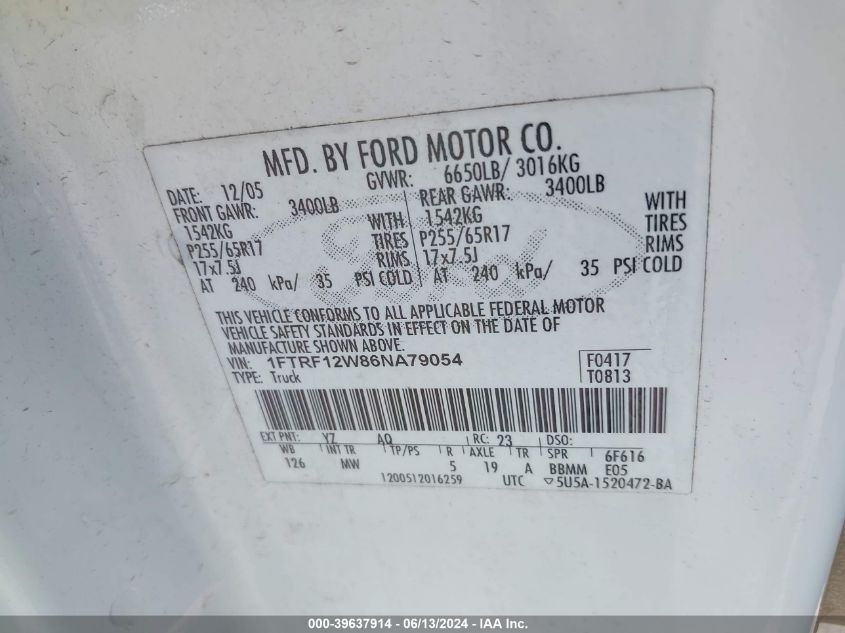 MFD. BY FORD MOTOR CO.
DATE: 12/05 GVWR: 6650LB/ 3016KG
FRONT GAWR: 3400LB REAR GAWR: 3400LB
1542KG WITH 1542KG WITH
P255/65R17 TIRES P255/65R17 TIRES
17x7.5J RIMS 17x7.5J RIMS
AT 240 kPa/ 35 PSI COLD AT 240 kPa/ 35 PSI COLD
THIS VEHICLE CONFORMS TO ALL APPLICABLE FEDERAL MOTOR
VEHICLE SAFETY STANDARDS IN EFFECT ON THE DATE OF
MANUFACTURE SHOWN ABOVE.
VIN: 1FTRF12W86NA79054 F0417
TYPE: Truck T0813
EXT PNT: YZ AQ RC: 23 DSO:
WB INT TR TP/PS R AXLE TR SPR 6F616
126 MW 5 19 A BBMM E05
1200512016259 UTC ▽5U5A-1520472-BA
000-39637914 - 06/13/2024 - IAA Inc.